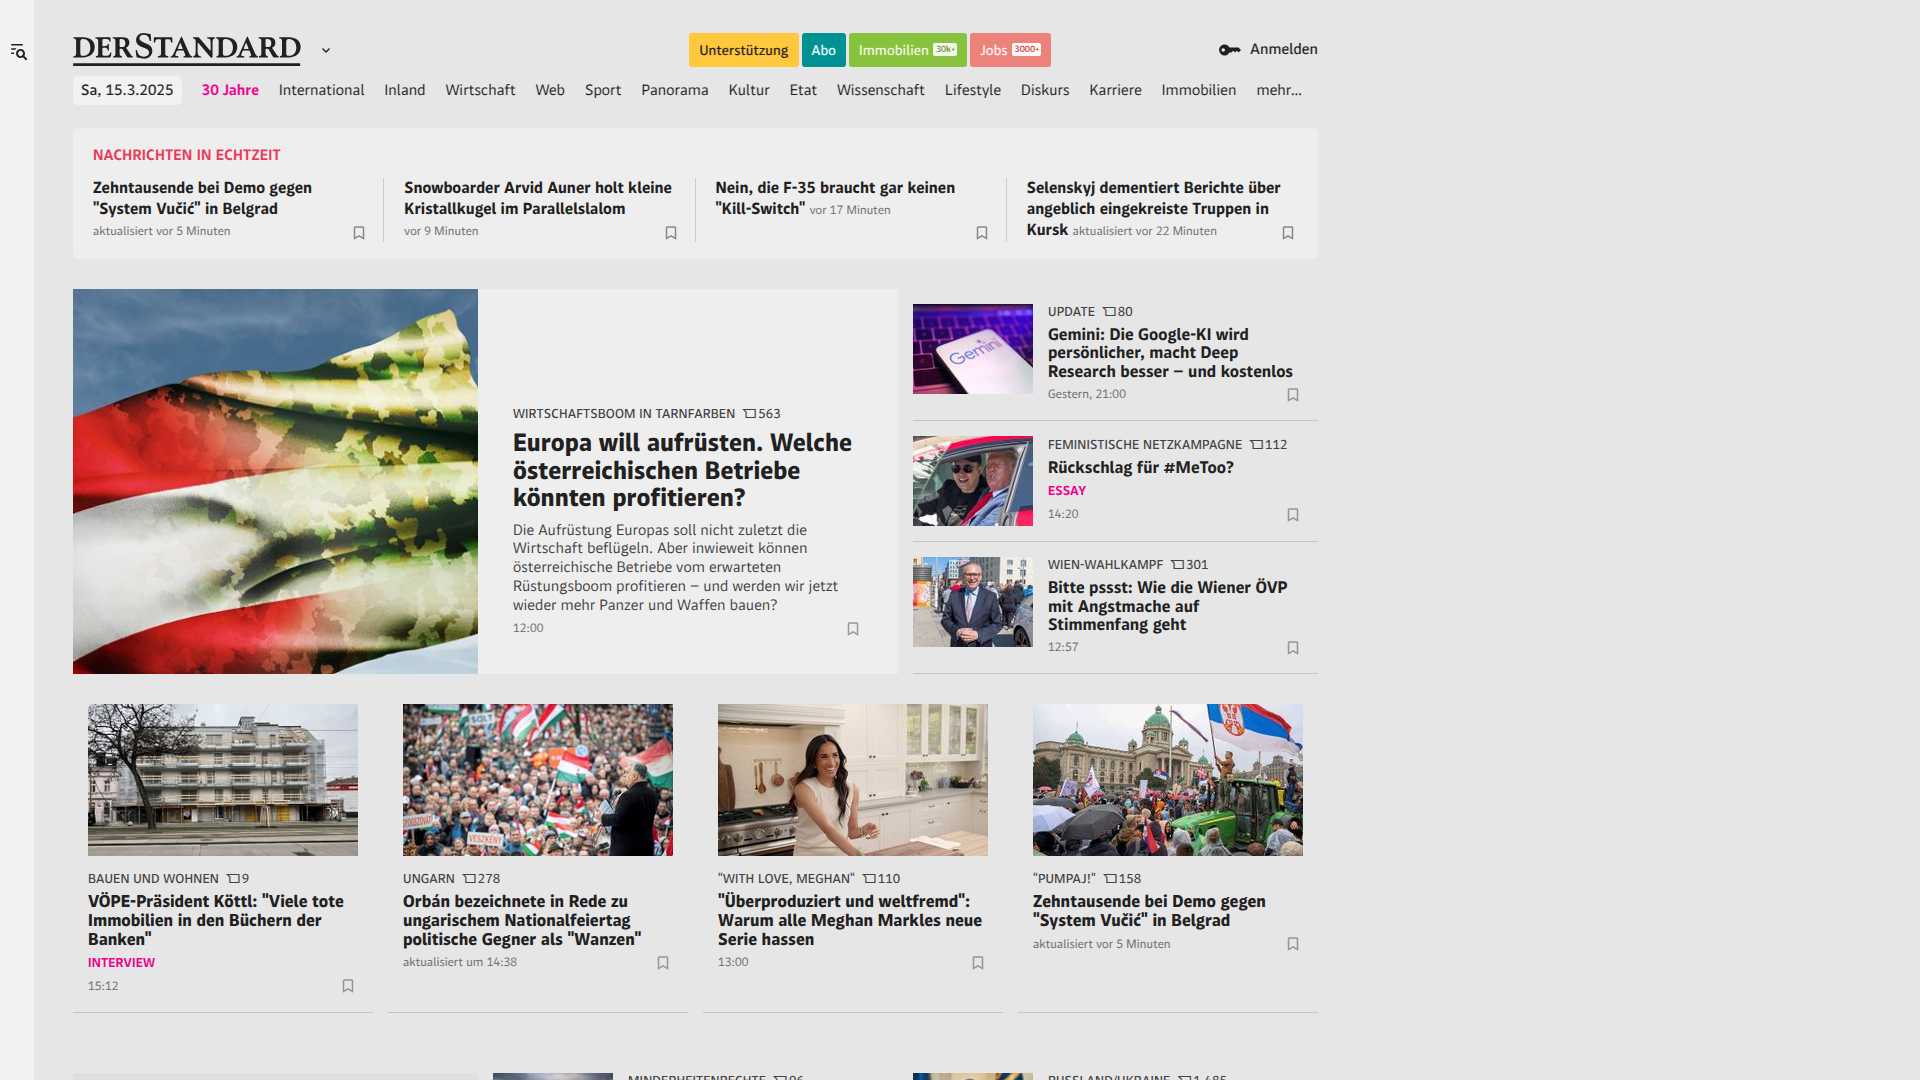 DERSTANDARD
Unterstützung
Abo
Immobilien 30k+
Jobs 3000+
Anmelden
Sa, 15.3.2025
30 Jahre
International
Inland
Wirtschaft
Web
Sport
Panorama
Kultur
Etat
Wissenschaft
Lifestyle
Diskurs
Karriere
Immobilien
mehr...
NACHRICHTEN IN ECHTZEIT
Zehntausende bei Demo gegen
"System Vučić" in Belgrad
aktualisiert vor 5 Minuten
Snowboarder Arvid Auner holt kleine
Kristallkugel im Parallelslalom
vor 9 Minuten
Nein, die F-35 braucht gar keinen
"Kill-Switch" vor 17 Minuten
Selenskyj dementiert Berichte über
angeblich eingekreiste Truppen in
Kursk aktualisiert vor 22 Minuten
WIRTSCHAFTSBOOM IN TARNFARBEN 563
Europa will aufrüsten. Welche
österreichischen Betriebe
könnten profitieren?
Die Aufrüstung Europas soll nicht zuletzt die
Wirtschaft beflügeln. Aber inwieweit können
österreichische Betriebe vom erwarteten
Rüstungsboom profitieren – und werden wir jetzt
wieder mehr Panzer und Waffen bauen?
12:00
Gemini
UPDATE 80
Gemini: Die Google-KI wird
persönlicher, macht Deep
Research besser – und kostenlos
Gestern, 21:00
FEMINISTISCHE NETZKAMPAGNE 112
Rückschlag für #MeToo?
ESSAY
14:20
WIEN-WAHLKAMPF 301
Bitte pssst: Wie die Wiener ÖVP
mit Angstmache auf
Stimmenfang geht
12:57
BAUEN UND WOHNEN 9
VÖPE-Präsident Köttl: "Viele tote
Immobilien in den Büchern der
Banken"
INTERVIEW
15:12
SOLT
VESZKÉNY
UNGARN 278
Orbán bezeichnete in Rede zu
ungarischem Nationalfeiertag
politische Gegner als "Wanzen"
aktualisiert um 14:38
"WITH LOVE, MEGHAN" 110
"Überproduziert und weltfremd":
Warum alle Meghan Markles neue
Serie hassen
13:00
"PUMPAJ!" 158
Zehntausende bei Demo gegen
"System Vučić" in Belgrad
aktualisiert vor 5 Minuten
MINDERHEITENRECHTE 96
RUSSLAND/UKRAINE 1.485